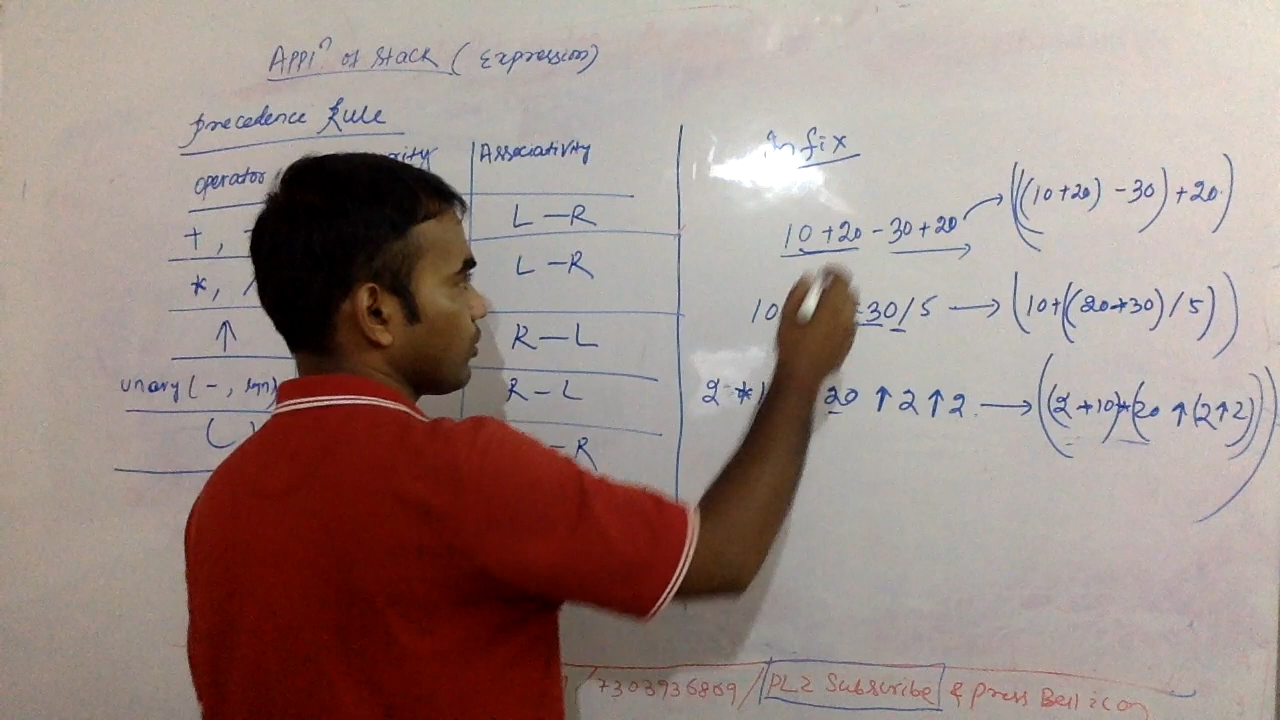 Appl^n of Stack ( Expression)
Precedence Rule
operator
Associativity
+,
L - R
*, /
L - R
↑
R - L
unary ( - , sgn)
R - L
( )
- R
Infix
10 + 20 - 30 + 20 → (((10 + 20) - 30) + 20)
10 30 / 5 → (10 + ((20 * 30) / 5))
2 * 20 ↑ 2 ↑ 2 → ((2 * 10) * (20 ↑ (2 ↑ 2)))
/ 7303936809 / PLZ Subscribe & Press Bell icon